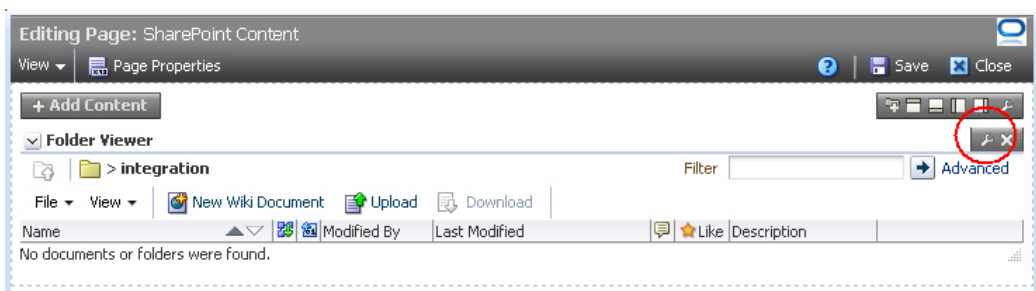 Editing Page: SharePoint Content
View Page Properties Save Close
+ Add Content
Folder Viewer
> integration Filter Advanced
File View New Wiki Document Upload Download
Name Modified By Last Modified Like Description
No documents or folders were found.